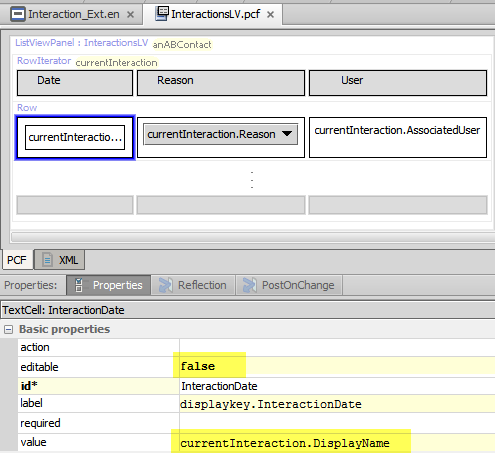 Interaction_Ext.en
InteractionsLV.pcf
ListViewPanel : InteractionsLV anABContact
RowIterator currentInteraction
Date Reason User
Row
currentInteractio... currentInteraction.Reason currentInteraction.AssociatedUser
PCF XML
Properties: Properties Reflection PostOnChange
TextCell: InteractionDate
Basic properties
action
editable false
id* InteractionDate
label displaykey.InteractionDate
required
value currentInteraction.DisplayName